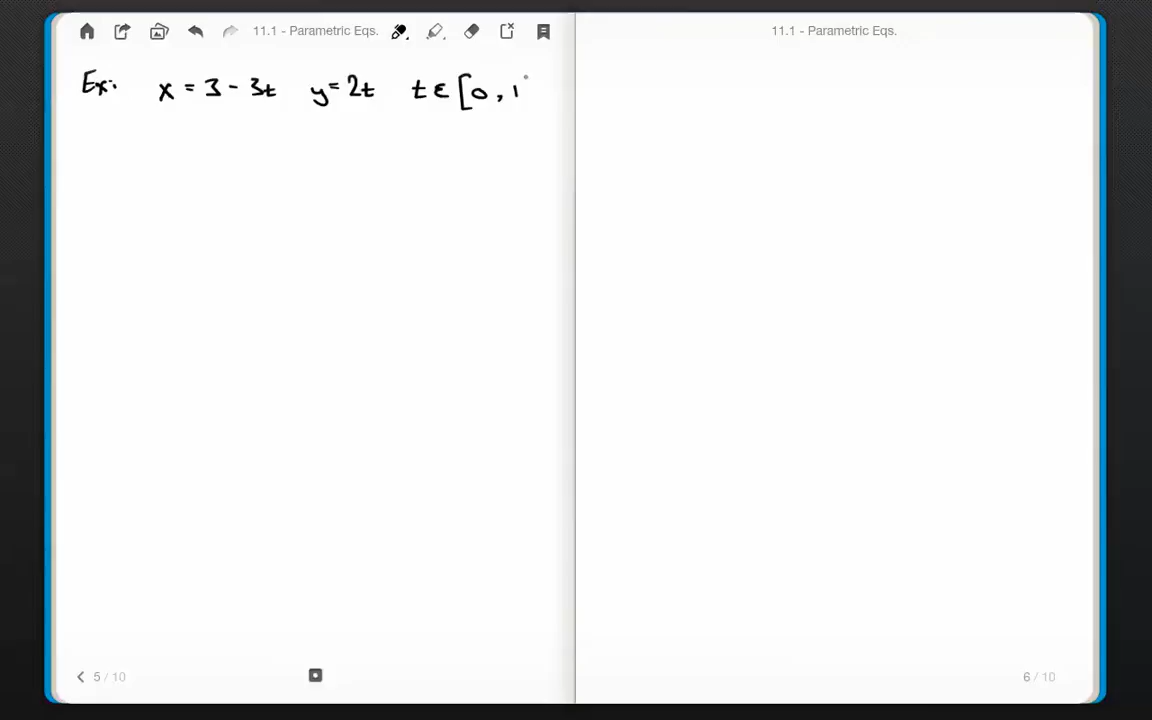 11.1 - Parametric Eqs.
11.1 - Parametric Eqs.
Ex: x = 3 - 3t y = 2t t ∈ [0, 1
5 / 10
6 / 10